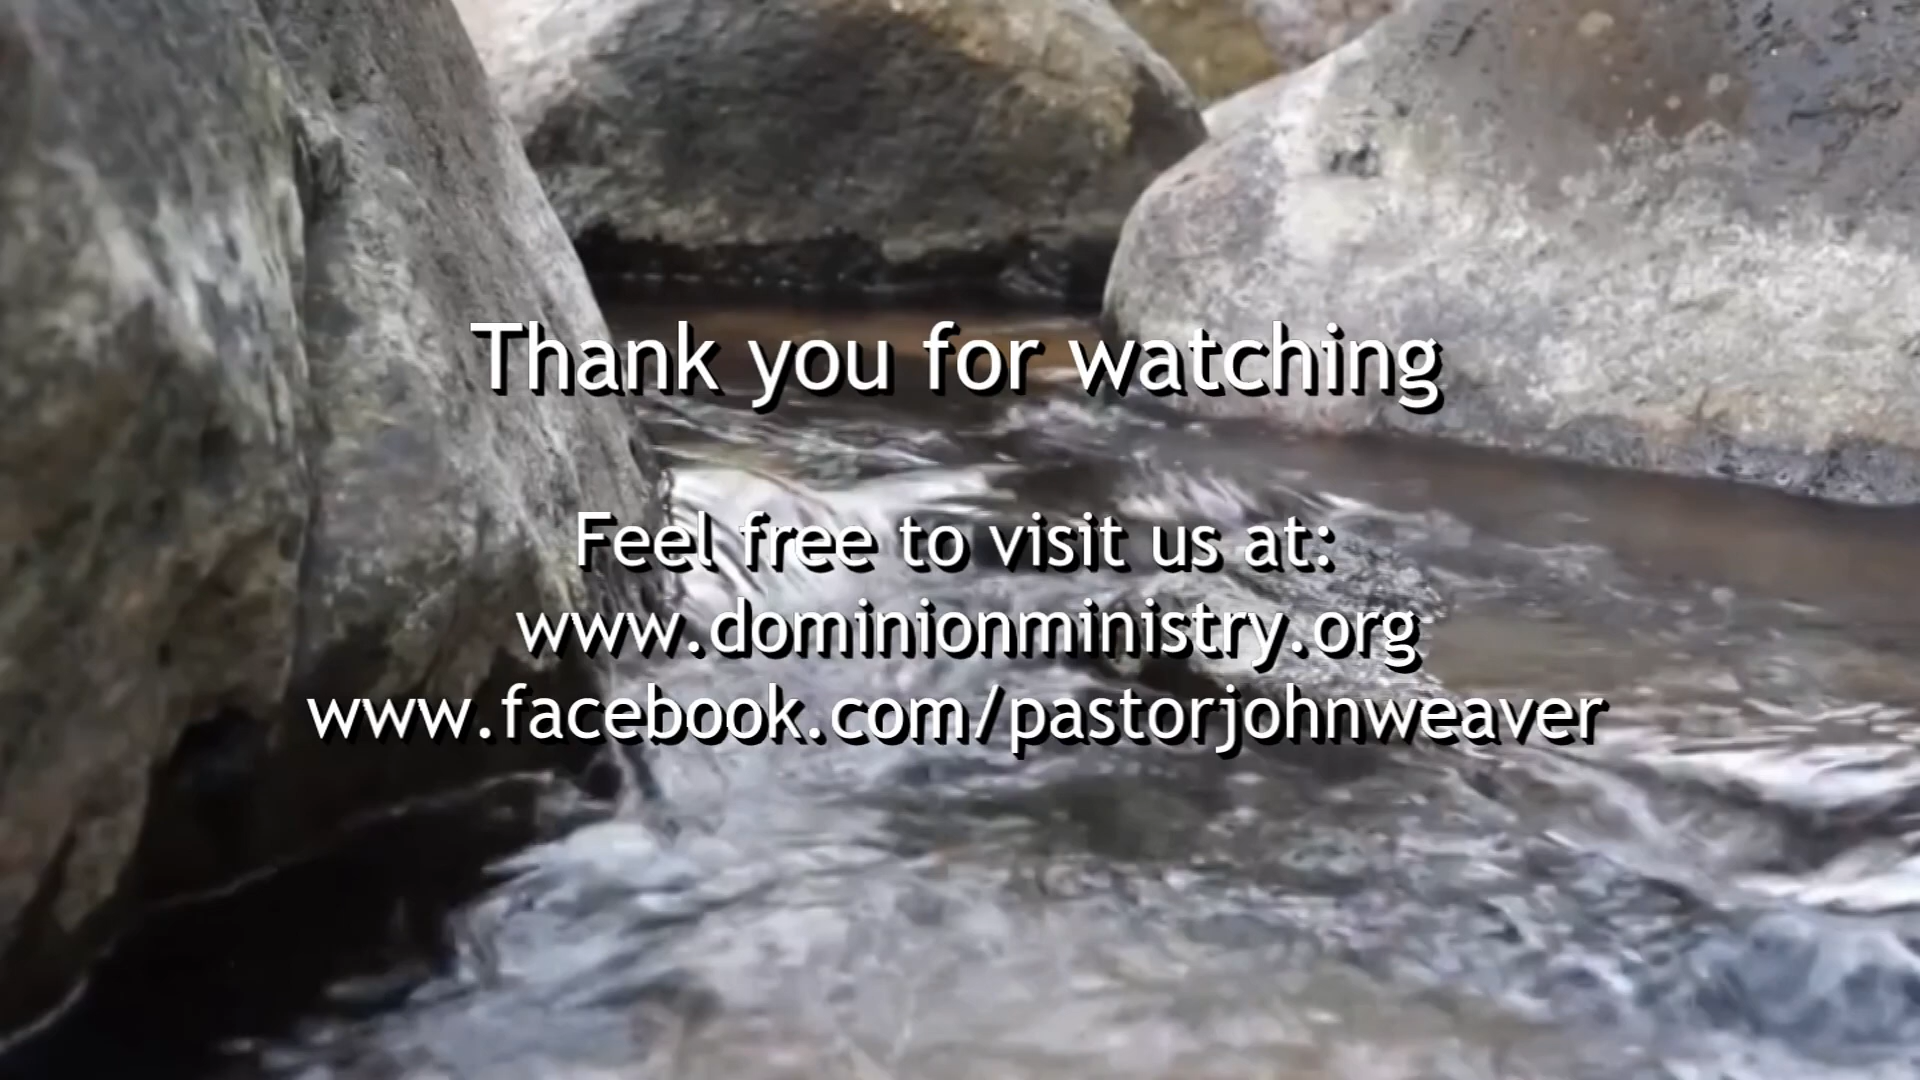 Thank you for watching
Feel free to visit us at:
www.dominionministry.org
www.facebook.com/pastorjohnweaver